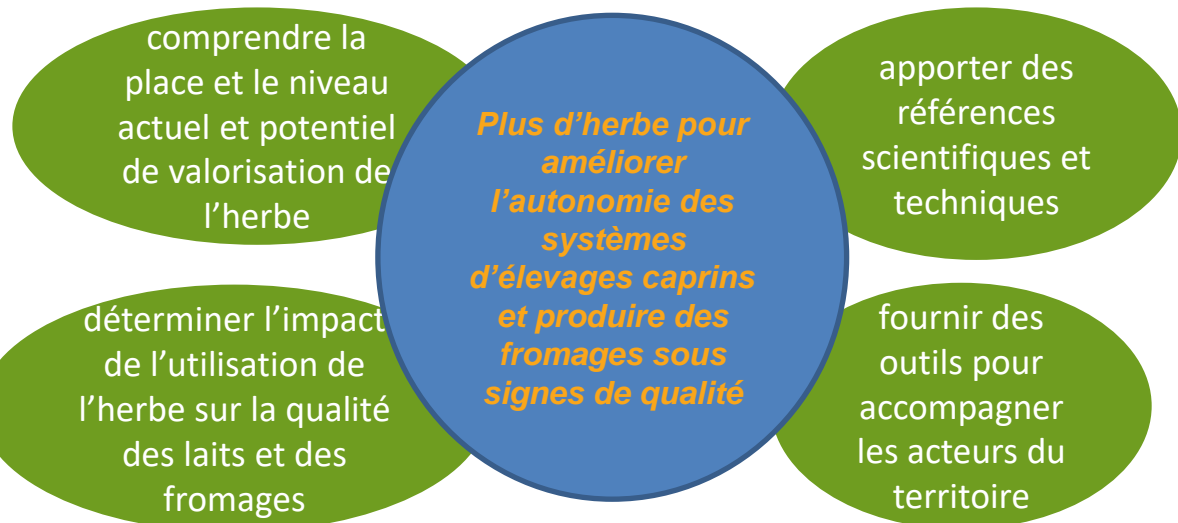 comprendre la
place et le niveau
actuel et potentiel
de valorisation de
l'herbe
Plus d'herbe pour
améliorer
l'autonomie des
systèmes
d'élevages caprins
et produire des
fromages sous
signes de qualité
apporter des
références
scientifiques et
techniques
déterminer l'impact
de l'utilisation de
l'herbe sur la qualité
des laits et des
fromages
fournir des
outils pour
accompagner
les acteurs du
territoire